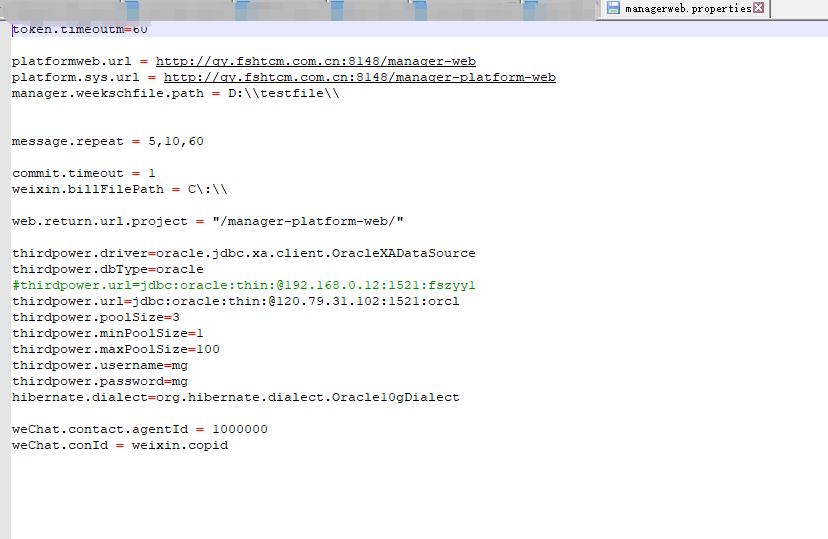 managerweb.properties
token.timeoutm=60
platformweb.url = http://qy.fshtcm.com.cn:8148/manager-web
platform.sys.url = http://qy.fshtcm.com.cn:8148/manager-platform-web
manager.weekschfile.path = D:\\testfile\\
message.repeat = 5,10,60
commit.timeout = 1
weixin.billFilePath = C\:\\
web.return.url.project = "/manager-platform-web/"
thirdpower.driver=oracle.jdbc.xa.client.OracleXADataSource
thirdpower.dbType=oracle
#thirdpower.url=jdbc:oracle:thin:@192.168.0.12:1521:fszyy1
thirdpower.url=jdbc:oracle:thin:@120.79.31.102:1521:orcl
thirdpower.poolSize=3
thirdpower.minPoolSize=1
thirdpower.maxPoolSize=100
thirdpower.username=mg
thirdpower.password=mg
hibernate.dialect=org.hibernate.dialect.Oracle10gDialect
weChat.contact.agentId = 1000000
weChat.conId = weixin.copid